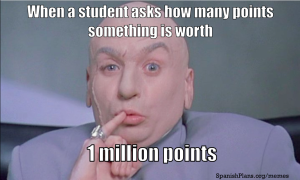 When a student asks how many points
something is worth
1 million points
SpanishPlans.org/memes